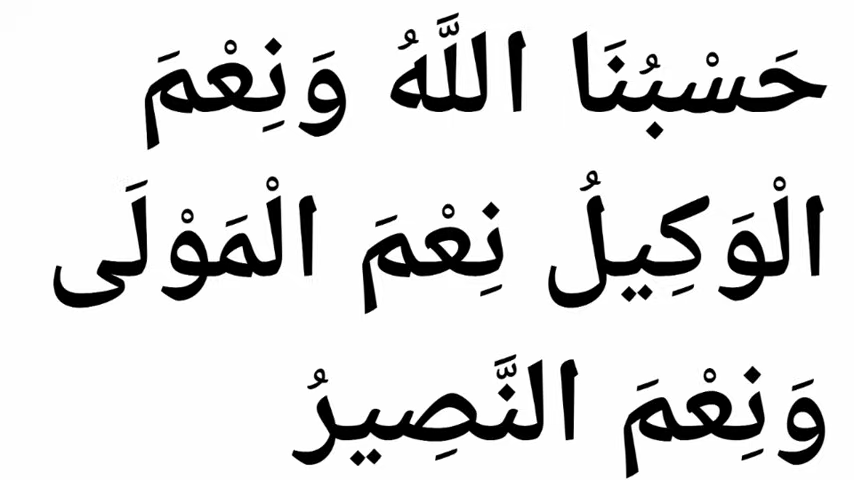 حَسْبُنَا اللَّهُ وَنِعْمَ
الْوَكِيلُ نِعْمَ الْمَوْلَى
وَنِعْمَ النَّصِيرُ